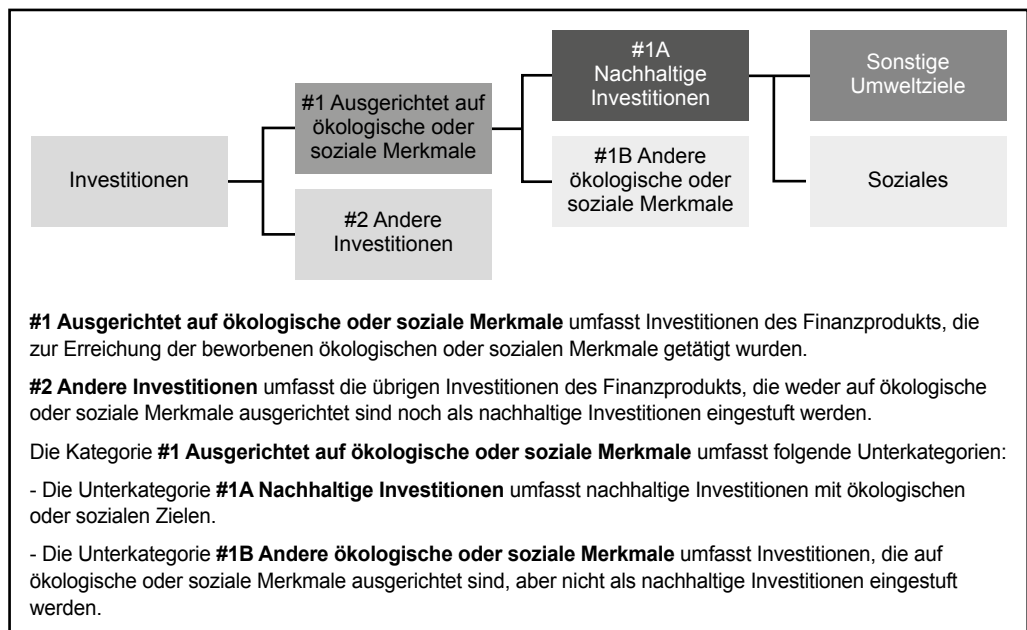 #1A
Nachhaltige
Investitionen
Sonstige
Umweltziele
#1 Ausgerichtet auf
ökologische oder
soziale Merkmale
Investitionen
#1B Andere
ökologische oder
soziale Merkmale
Soziales
#2 Andere
Investitionen
#1 Ausgerichtet auf ökologische oder soziale Merkmale umfasst Investitionen des Finanzprodukts, die
zur Erreichung der beworbenen ökologischen oder sozialen Merkmale getätigt wurden.
#2 Andere Investitionen umfasst die übrigen Investitionen des Finanzprodukts, die weder auf ökologische
oder soziale Merkmale ausgerichtet sind noch als nachhaltige Investitionen eingestuft werden.
Die Kategorie #1 Ausgerichtet auf ökologische oder soziale Merkmale umfasst folgende Unterkategorien:
- Die Unterkategorie #1A Nachhaltige Investitionen umfasst nachhaltige Investitionen mit ökologischen
oder sozialen Zielen.
- Die Unterkategorie #1B Andere ökologische oder soziale Merkmale umfasst Investitionen, die auf
ökologische oder soziale Merkmale ausgerichtet sind, aber nicht als nachhaltige Investitionen eingestuft
werden.